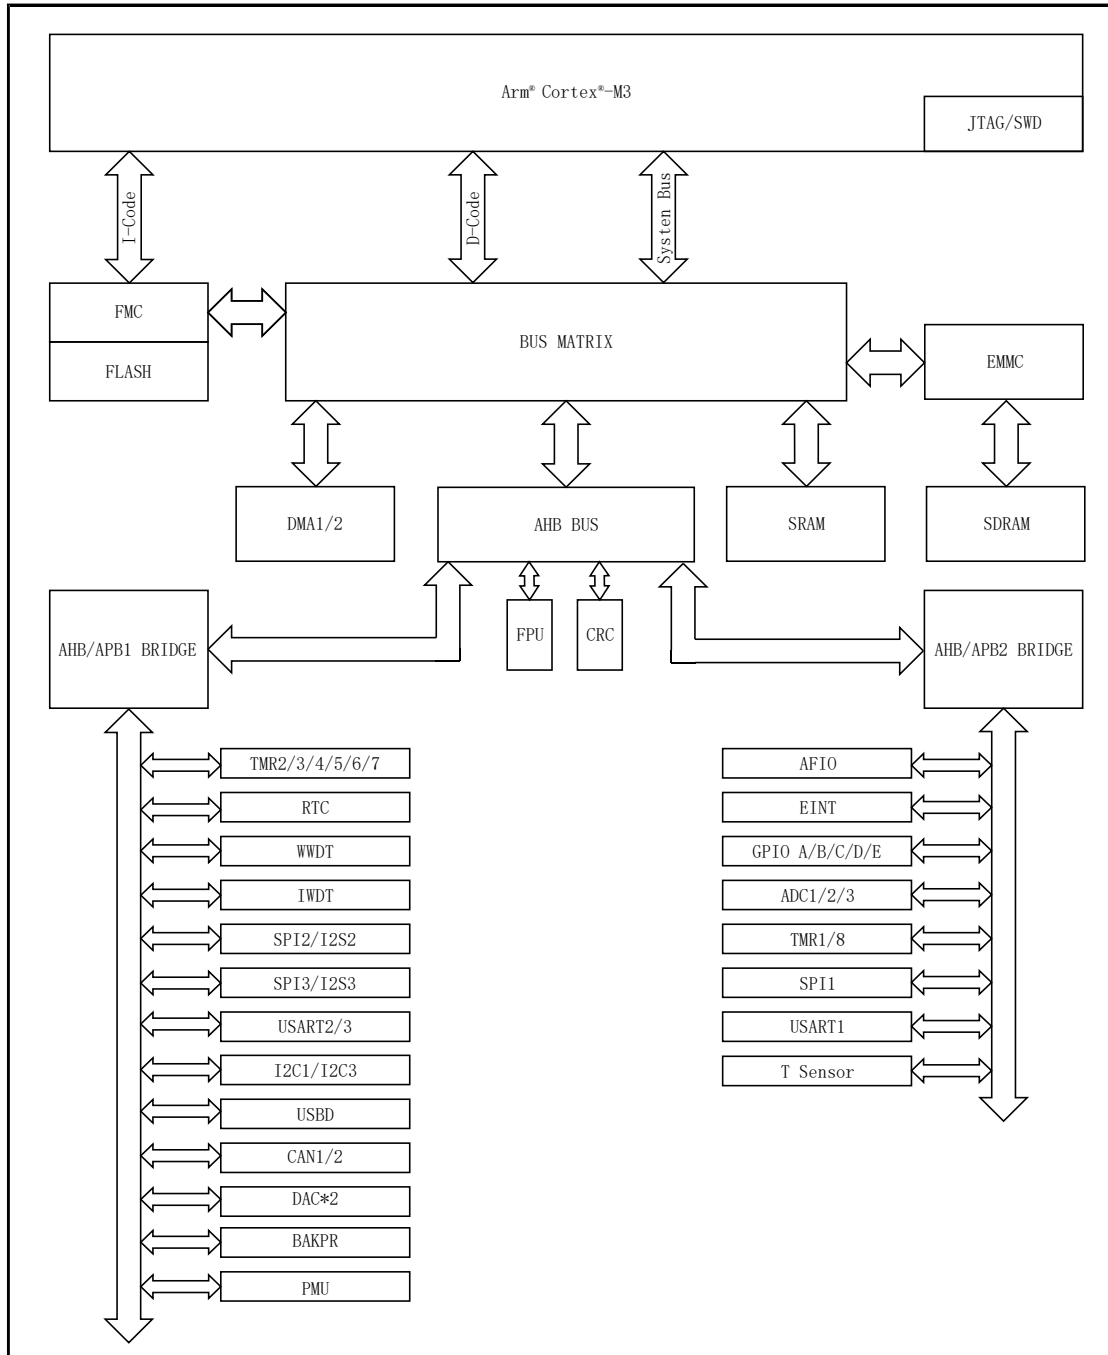 Arm® Cortex®-M3
JTAG/SWD
I-Code
D-Code
Systen Bus
FMC
FLASH
BUS MATRIX
EMMC
DMA1/2
AHB BUS
SRAM
SDRAM
FPU
CRC
AHB/APB1 BRIDGE
AHB/APB2 BRIDGE
TMR2/3/4/5/6/7
RTC
WWDT
IWDT
SPI2/I2S2
SPI3/I2S3
USART2/3
I2C1/I2C3
USBD
CAN1/2
DAC*2
BAKPR
PMU
AFIO
EINT
GPIO A/B/C/D/E
ADC1/2/3
TMR1/8
SPI1
USART1
T Sensor